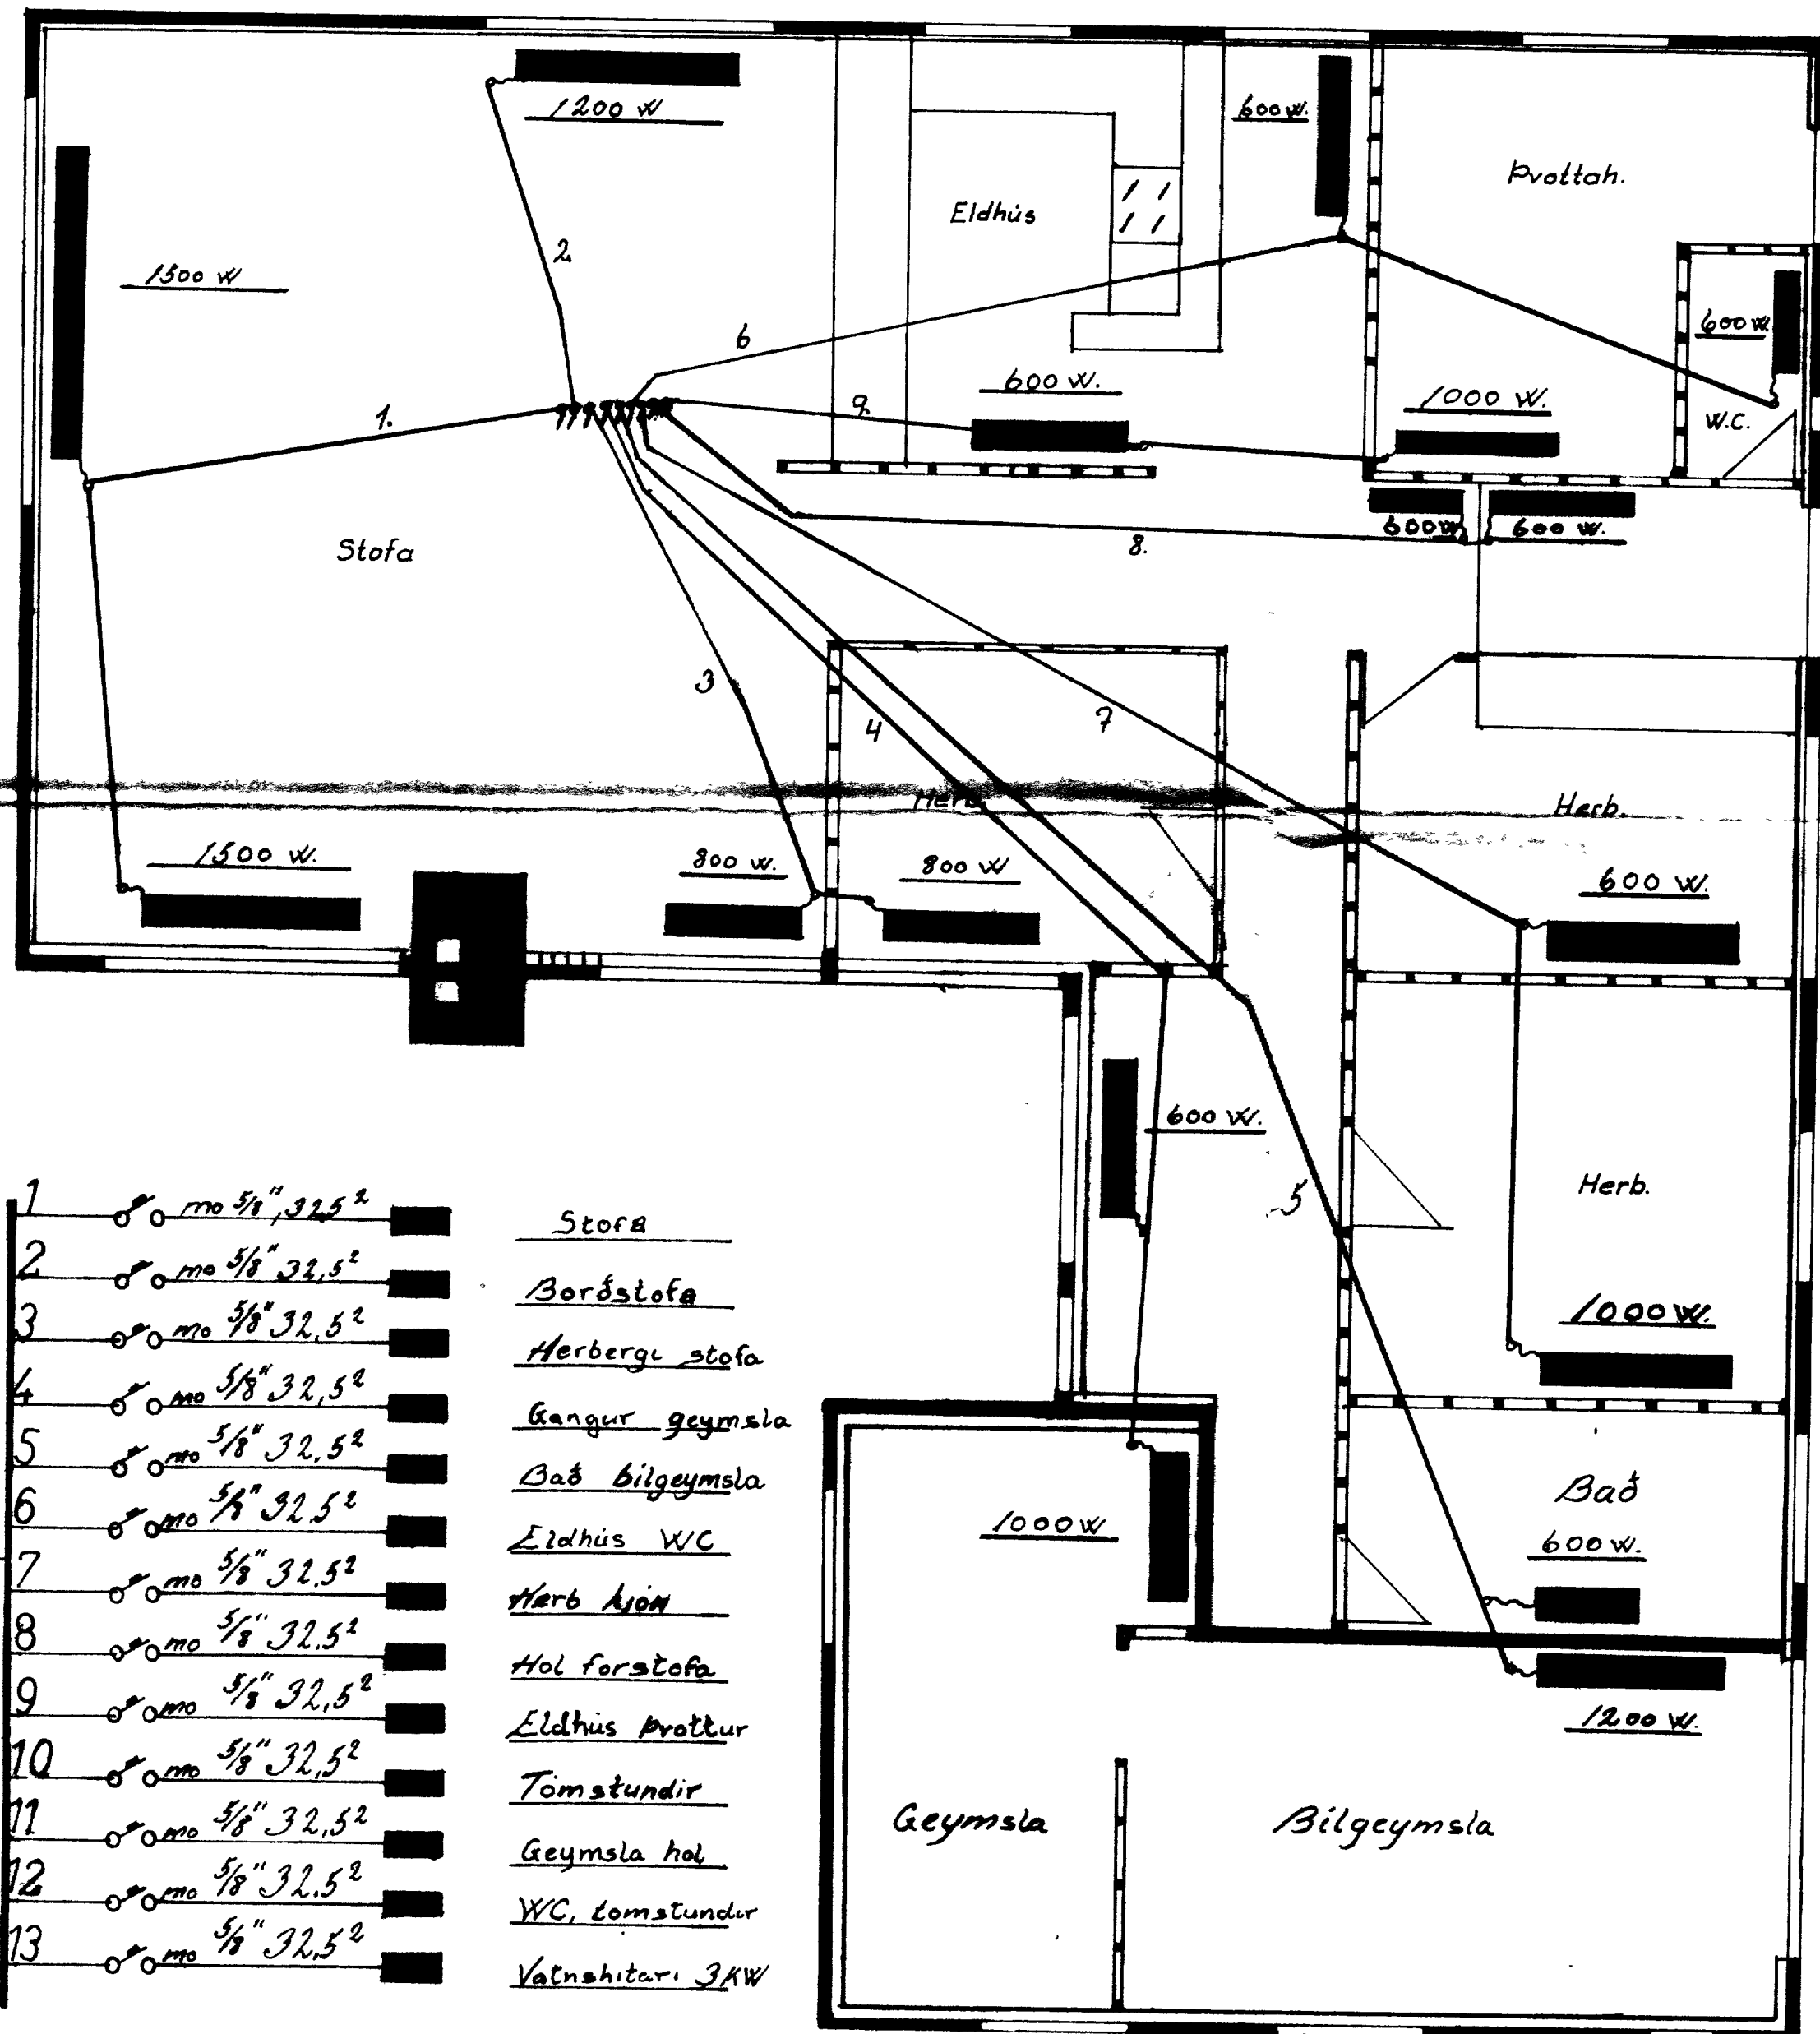 1200 W
600 W.
Þvottah.
Eldhús
1500 W
2
600 W
6
600 W.
1000 W.
W.C.
1.
9.
Stofa
600 W
600 W.
8.
3
4
7
Herb.
Herb.
1500 W.
800 W.
800 W
600 W.
600 W.
5
Herb.
1000 W.
Bað
600 W.
1000 W
1200 W.
Geymsla
Bílgeymsla
1 mo 5/8", 32,5² Stofa
2 mo 5/8" 32,5² Borðstofa
3 mo 5/8" 32,5² Herbergi stofa
4 mo 5/8" 32,5² Gangur geymsla
5 mo 5/8" 32,5² Bað bílgeymsla
6 mo 5/8" 32,5² Eldhús WC
7 mo 5/8" 32,5² Herb hjón
8 mo 5/8" 32,5² Hol forstofa
9 mo 5/8" 32,5² Eldhús Þvottur
10 mo 5/8" 32,5² Tómstundir
11 mo 5/8" 32,5² Geymsla hol
12 mo 5/8" 32,5² WC, tomstundir
13 mo 5/8" 32,5² Vatnshitari 3KW